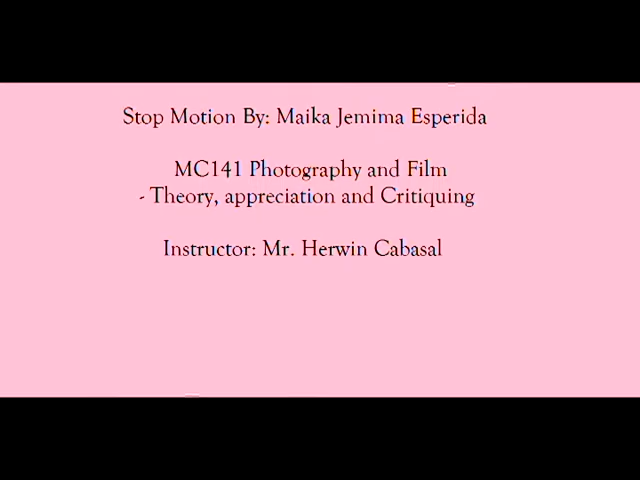 Stop Motion By: Maika Jemima Esperida
MC141 Photography and Film
- Theory, appreciation and Critiquing
Instructor: Mr. Herwin Cabasal